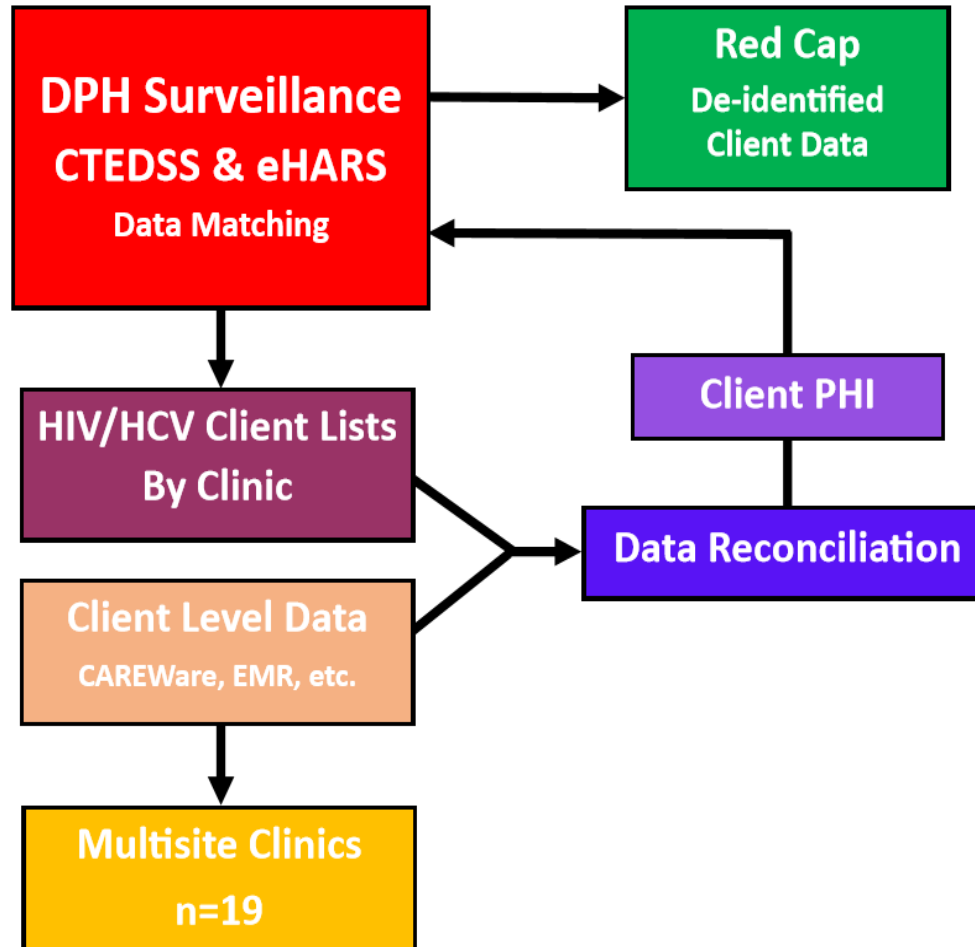 DPH Surveillance
CTEDSS & eHARS
Data Matching
Red Cap
De-identified
Client Data
HIV/HCV Client Lists
By Clinic
Client PHI
Data Reconciliation
Client Level Data
CAREWare, EMR, etc.
Multisite Clinics
n=19